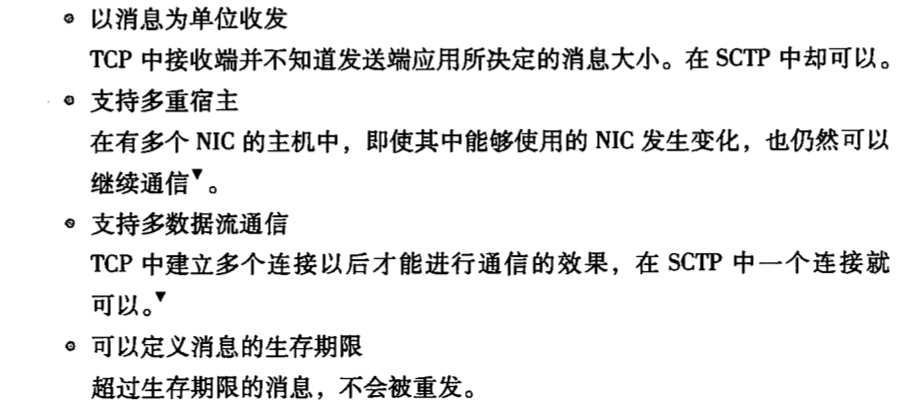 • 以消息为单位收发
TCP 中接收端并不知道发送端应用所决定的消息大小。在 SCTP 中却可以。
• 支持多重宿主
在有多个 NIC 的主机中，即使其中能够使用的 NIC 发生变化，也仍然可以
继续通信▼。
• 支持多数据流通信
TCP 中建立多个连接以后才能进行通信的效果，在 SCTP 中一个连接就
可以。▼
• 可以定义消息的生存期限
超过生存期限的消息，不会被重发。